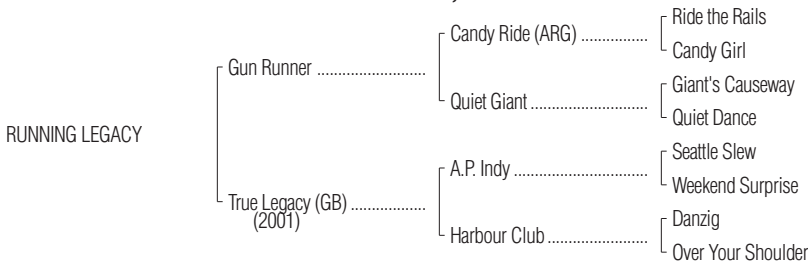 Ride the Rails
Candy Ride (ARG) ................
Candy Girl
Gun Runner ..........................
Giant's Causeway
Quiet Giant ............................
Quiet Dance
RUNNING LEGACY
Seattle Slew
A.P. Indy ................................
Weekend Surprise
True Legacy (GB) ..................
(2001)
Danzig
Harbour Club ........................
Over Your Shoulder